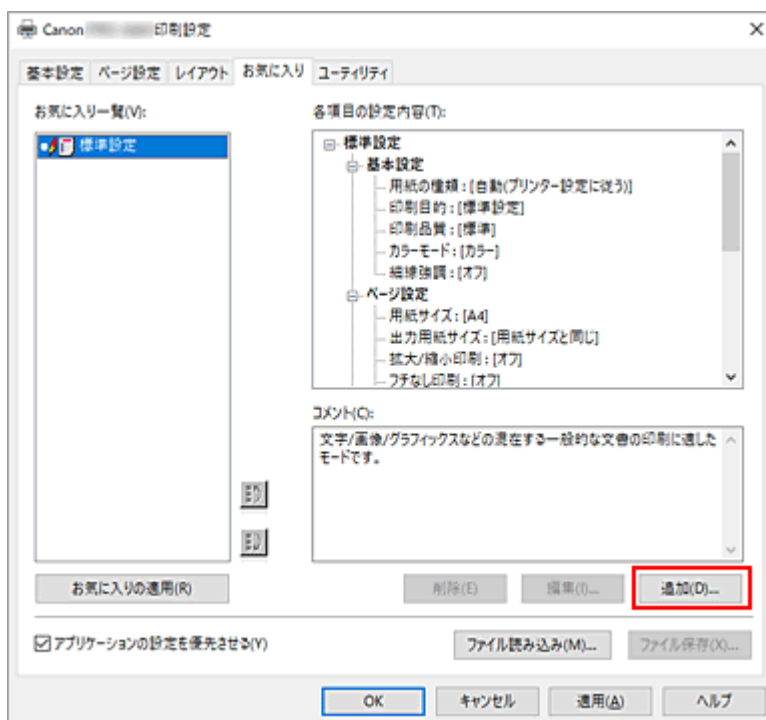 Canon 印刷設定
基本設定 ページ設定 レイアウト お気に入り ユーティリティ
お気に入り一覧(V):
標準設定
各項目の設定内容(T):
標準設定
基本設定
用紙の種類:[自動(プリンター設定に従う)]
印刷目的:[標準設定]
印刷品質:[標準]
カラーモード:[カラー]
細線強調:[オフ]
ページ設定
用紙サイズ:[A4]
出力用紙サイズ:[用紙サイズと同じ]
拡大/縮小印刷:[オフ]
フチなし印刷:[オフ]
コメント(C):
文字/画像/グラフィックスなどの混在する一般的な文書の印刷に適した
モードです。
お気に入りの適用(R) 削除(E) 編集(I)... 追加(D)...
アプリケーションの設定を優先させる(Y) ファイル読み込み(M)... ファイル保存(X)...
OK キャンセル 適用(A) ヘルプ